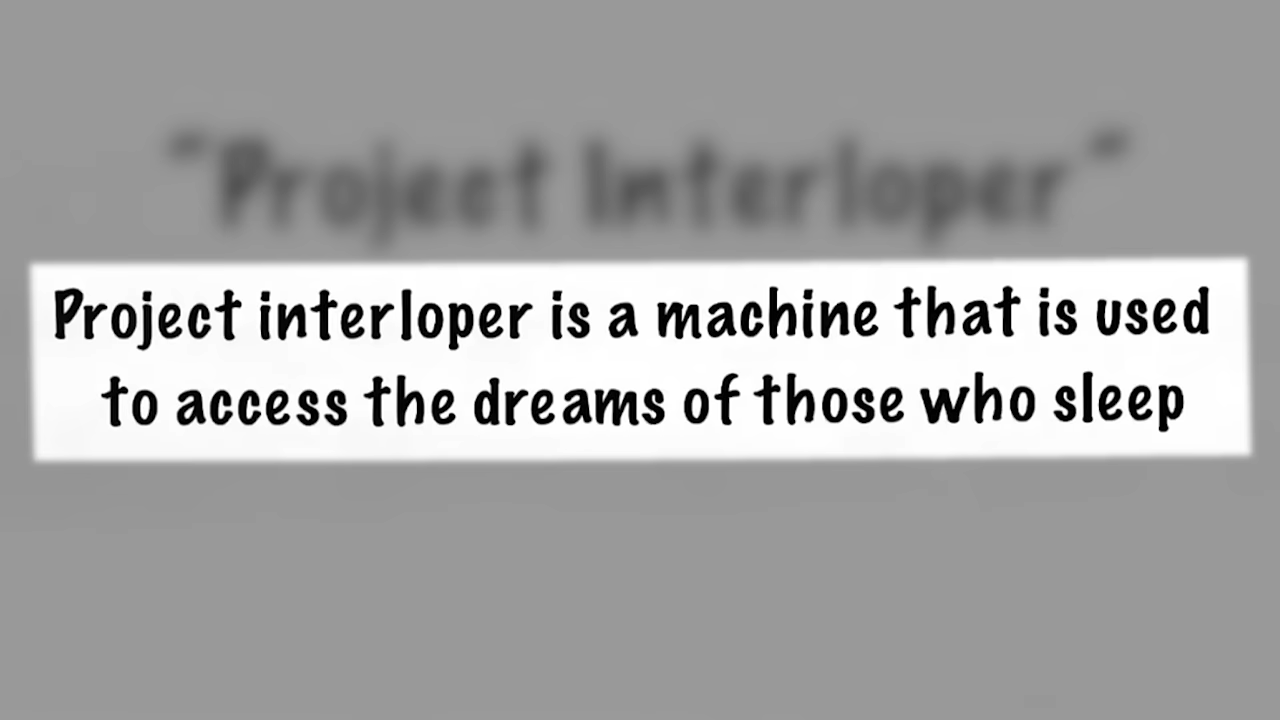 "Project Interloper"
Project interloper is a machine that is used
to access the dreams of those who sleep